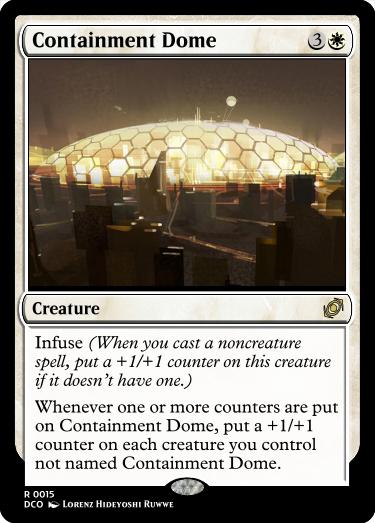 Containment Dome 3
Creature
Infuse (When you cast a noncreature
spell, put a +1/+1 counter on this creature
if it doesn't have one.)
Whenever one or more counters are put
on Containment Dome, put a +1/+1
counter on each creature you control
not named Containment Dome.
R 0015
DCO Lorenz Hideyoshi Ruwwe